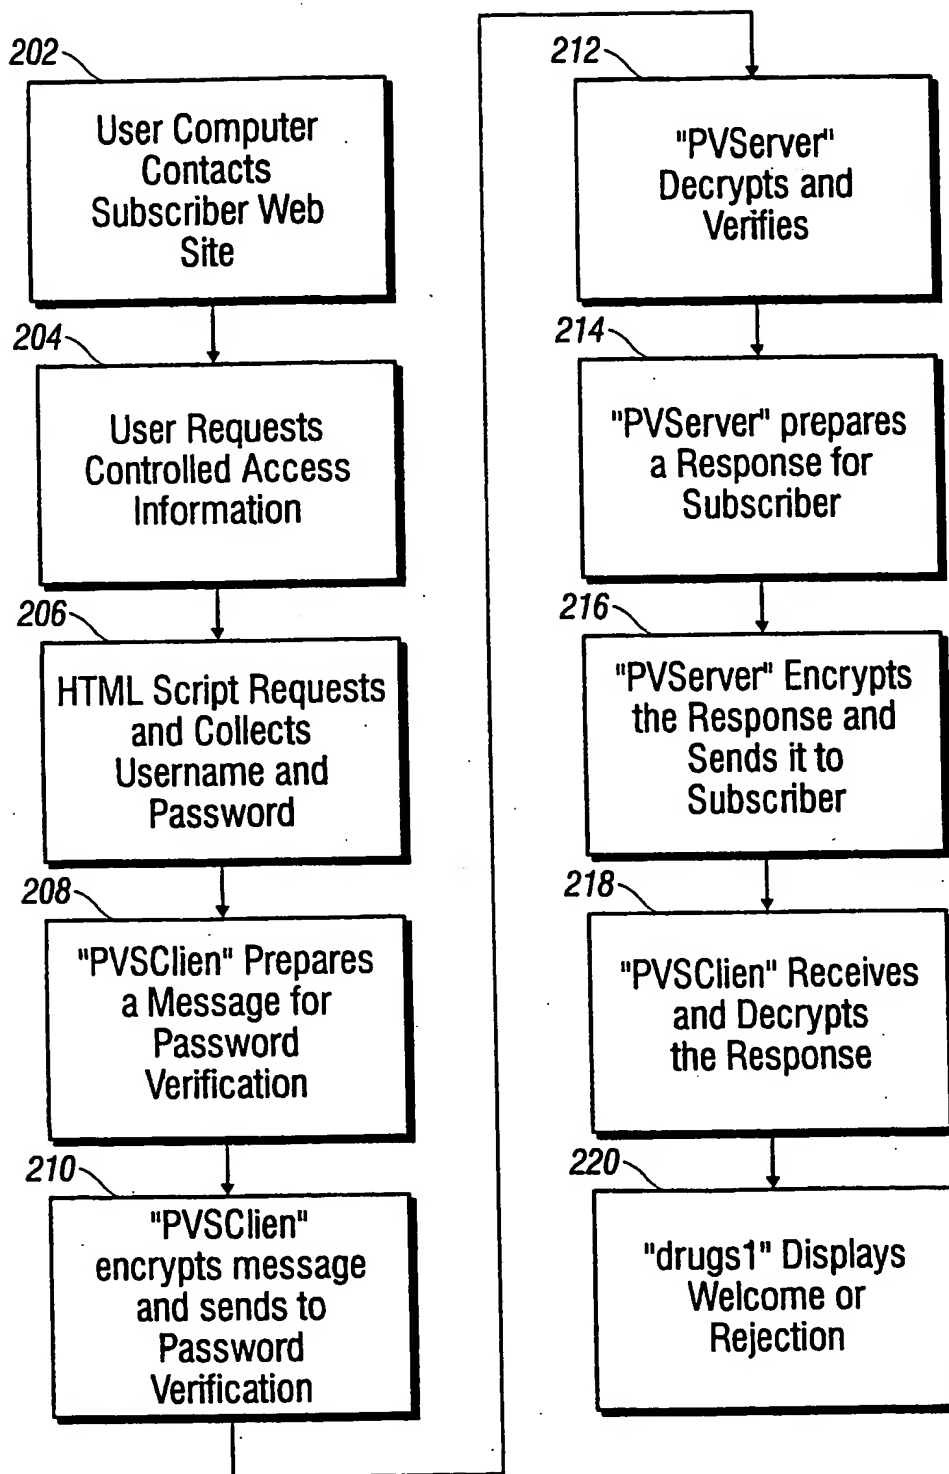 202
User Computer
Contacts
Subscriber Web
Site
204
User Requests
Controlled Access
Information
206
HTML Script Requests
and Collects
Username and
Password
208
"PVSClien" Prepares
a Message for
Password
Verification
210
"PVSClien"
encrypts message
and sends to
Password
Verification
212
"PVServer"
Decrypts and
Verifies
214
"PVServer" prepares
a Response for
Subscriber
216
"PVServer" Encrypts
the Response and
Sends it to
Subscriber
218
"PVSClien" Receives
and Decrypts
the Response
220
"drugs1" Displays
Welcome or
Rejection